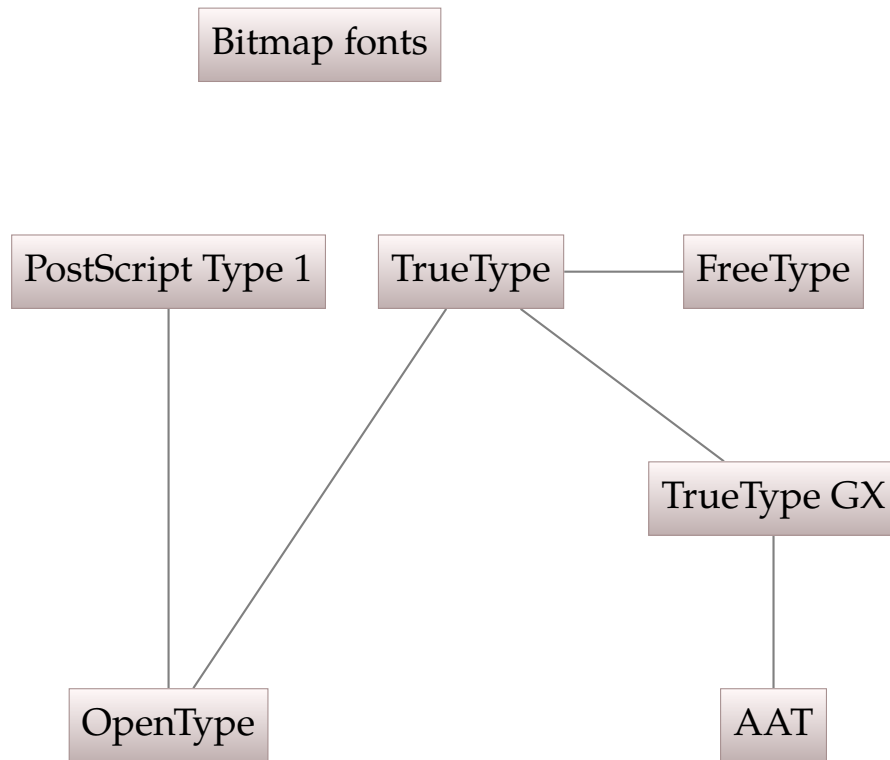 Bitmap fonts
PostScript Type 1
TrueType
FreeType
TrueType GX
OpenType
AAT